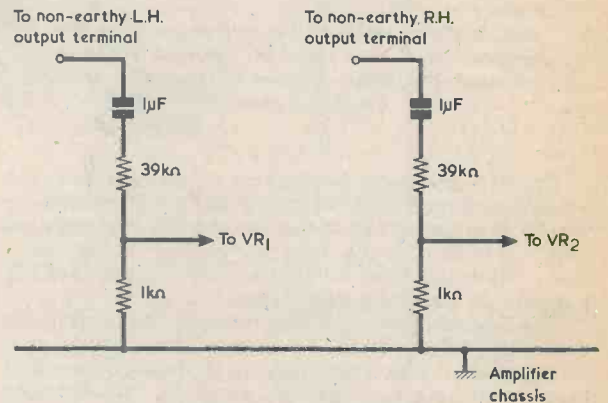 To non-earthy L.H.
output terminal
1µF
39kΩ
To VR1
1kΩ
To non-earthy R.H.
output terminal
1µF
39kΩ
To VR2
1kΩ
Amplifier
chassis